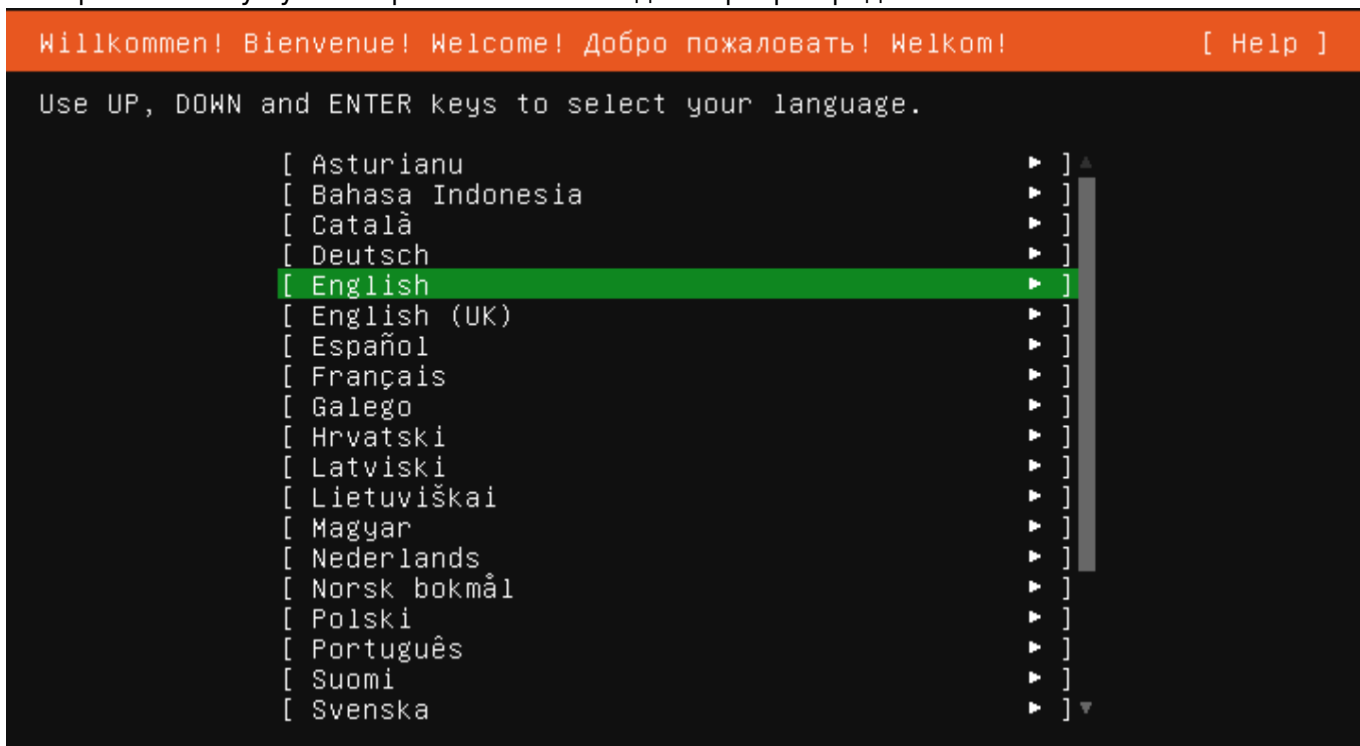 Willkommen! Bienvenue! Welcome! Добро пожаловать! Welkom! [ Help ]
Use UP, DOWN and ENTER keys to select your language.
[ Asturianu ► ]
[ Bahasa Indonesia ► ]
[ Català ► ]
[ Deutsch ► ]
[ English ► ]
[ English (UK) ► ]
[ Español ► ]
[ Français ► ]
[ Galego ► ]
[ Hrvatski ► ]
[ Latviski ► ]
[ Lietuviškai ► ]
[ Magyar ► ]
[ Nederlands ► ]
[ Norsk bokmål ► ]
[ Polski ► ]
[ Português ► ]
[ Suomi ► ]
[ Svenska ► ]